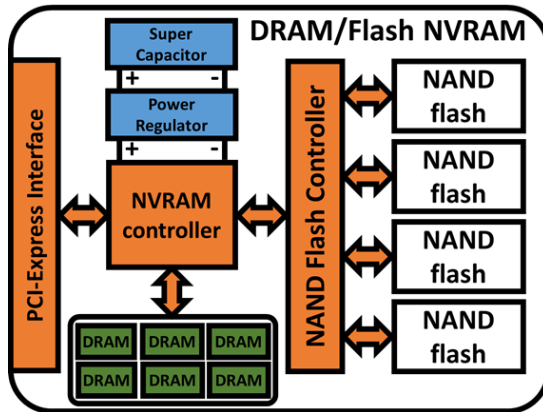 DRAM/Flash NVRAM
Super
Capacitor
+ -
Power
Regulator
+ -
PCI-Express Interface
NVRAM
controller
NAND Flash Controller
NAND
flash
NAND
flash
NAND
flash
NAND
flash
DRAM DRAM DRAM
DRAM DRAM DRAM